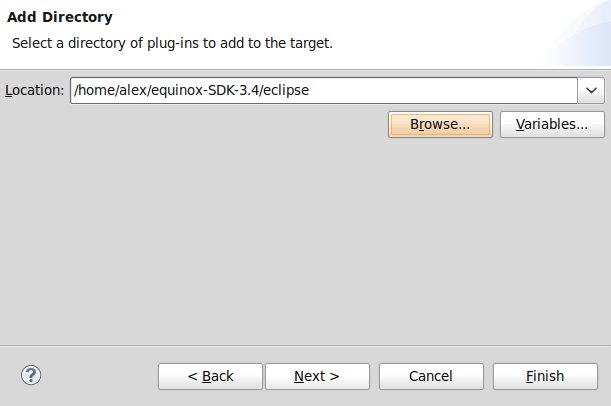 Add Directory
Select a directory of plug-ins to add to the target.
Location: /home/alex/equinox-SDK-3.4/eclipse
Browse... Variables...
? < Back Next > Cancel Finish